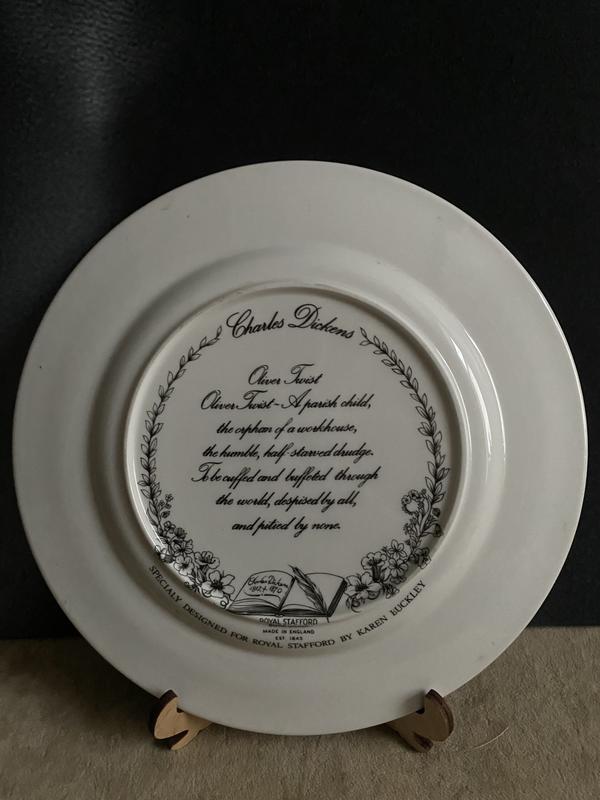 Charles Dickens
Oliver Twist
Oliver Twist - A parish child,
the orphan of a workhouse,
the humble, half-starved drudge.
To be cuffed and buffeted through
the world, despised by all,
and pitied by none.
Charles Dickens
1812 + 1870
ROYAL STAFFORD
MADE IN ENGLAND
EST. 1845
SPECIALY DESIGNED FOR ROYAL STAFFORD BY KAREN BUCKLEY